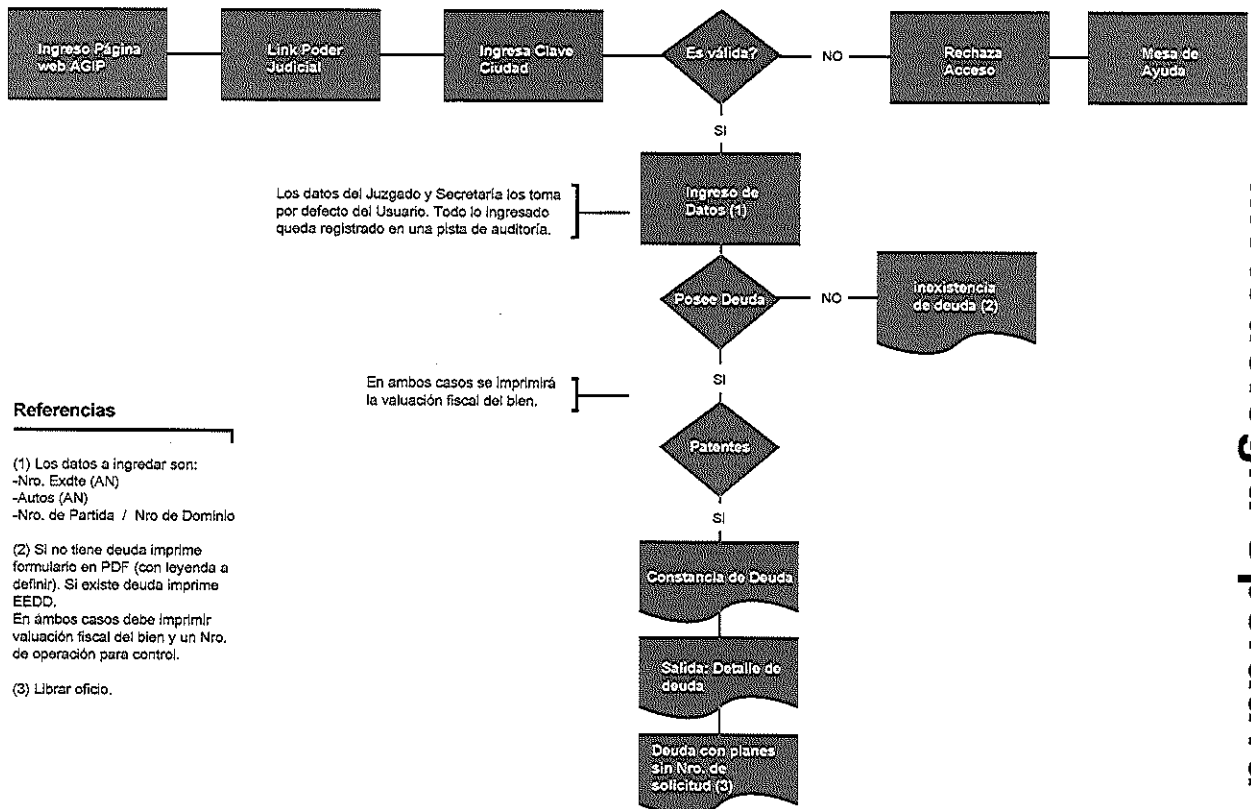 Ingreso Página
web AGIP
Link Poder
Judicial
Ingresa Clave
Ciudad
Es válida?
NO
Rechaza
Acceso
Mesa de
Ayuda
SI
Los datos del Juzgado y Secretaría los toma
por defecto del Usuario. Todo lo ingresado
queda registrado en una pista de auditoría.
Ingreso de
Datos (1)
Posee Deuda
NO
inexistencia
de deuda (2)
SI
En ambos casos se imprimirá
la valuación fiscal del bien.
Patentes
SI
Constancia de Deuda
Salida: Detalle de
deuda
Deuda con planes
sin Nro. de
solicitud (3)
Referencias
(1) Los datos a ingredar son:
-Nro. Exdte (AN)
-Autos (AN)
-Nro. de Partida / Nro de Dominio
(2) Si no tiene deuda imprime
formulario en PDF (con leyenda a
definir). Si existe deuda imprime
EEDD.
En ambos casos debe imprimir
valuación fiscal del bien y un Nro.
de operación para control.
(3) Librar oficio.